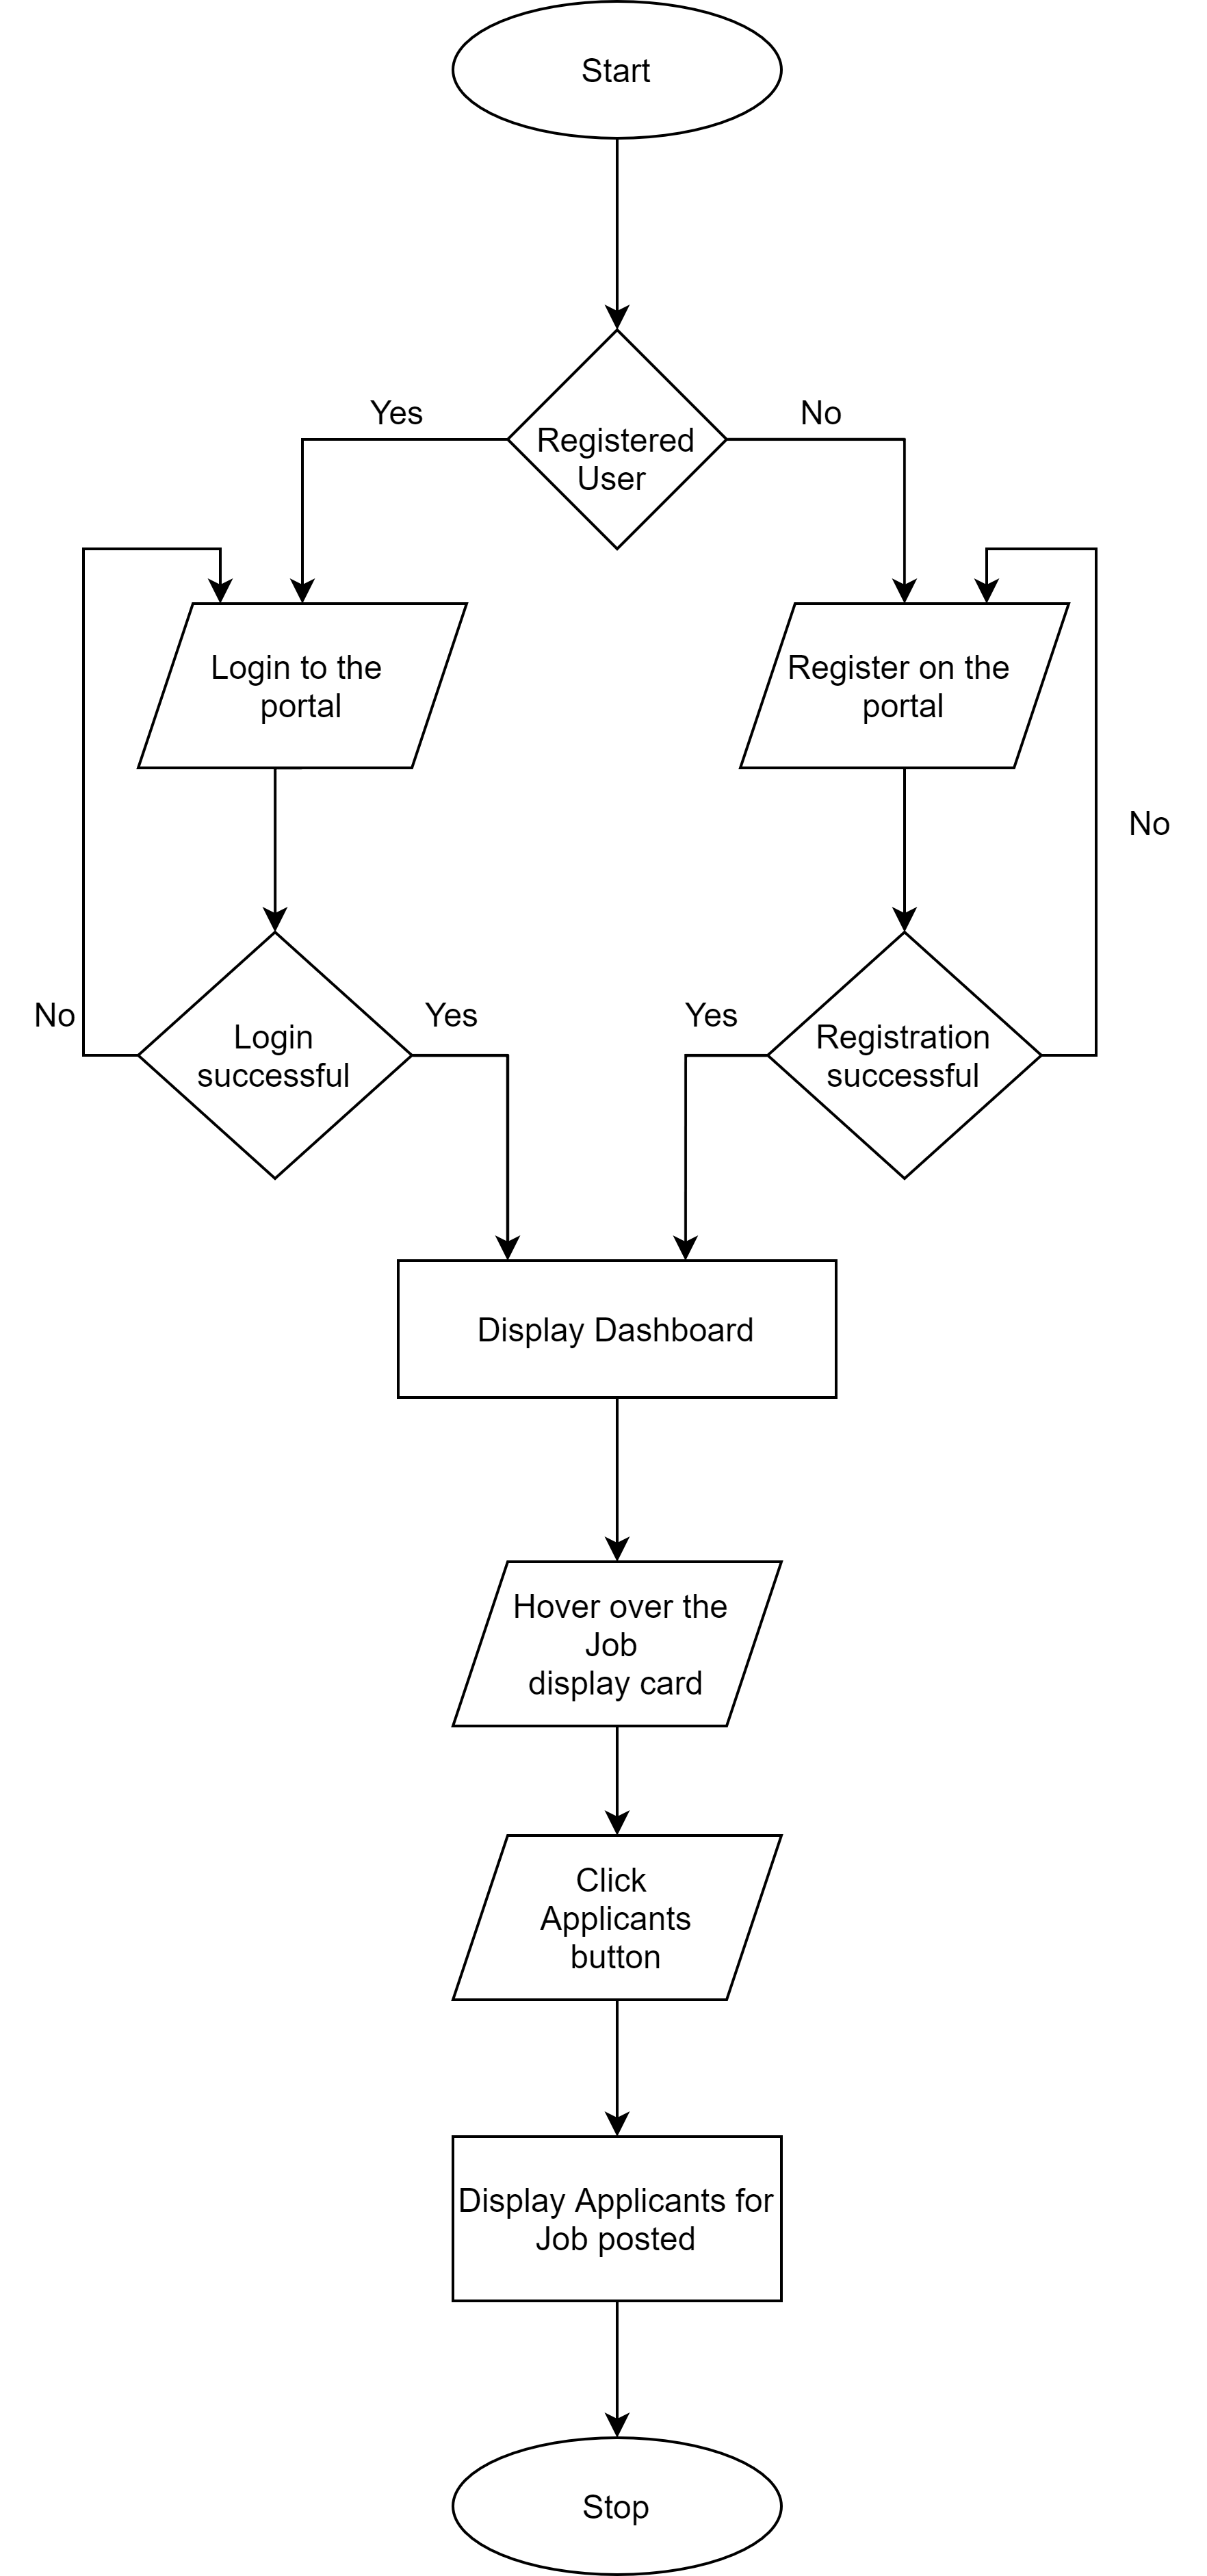 Start
Yes
No
Registered
User
Login to the
portal
Register on the
portal
No
No
Login
successful
Yes
Yes
Registration
successful
Display Dashboard
Hover over the
Job
display card
Click
Applicants
button
Display Applicants for
Job posted
Stop